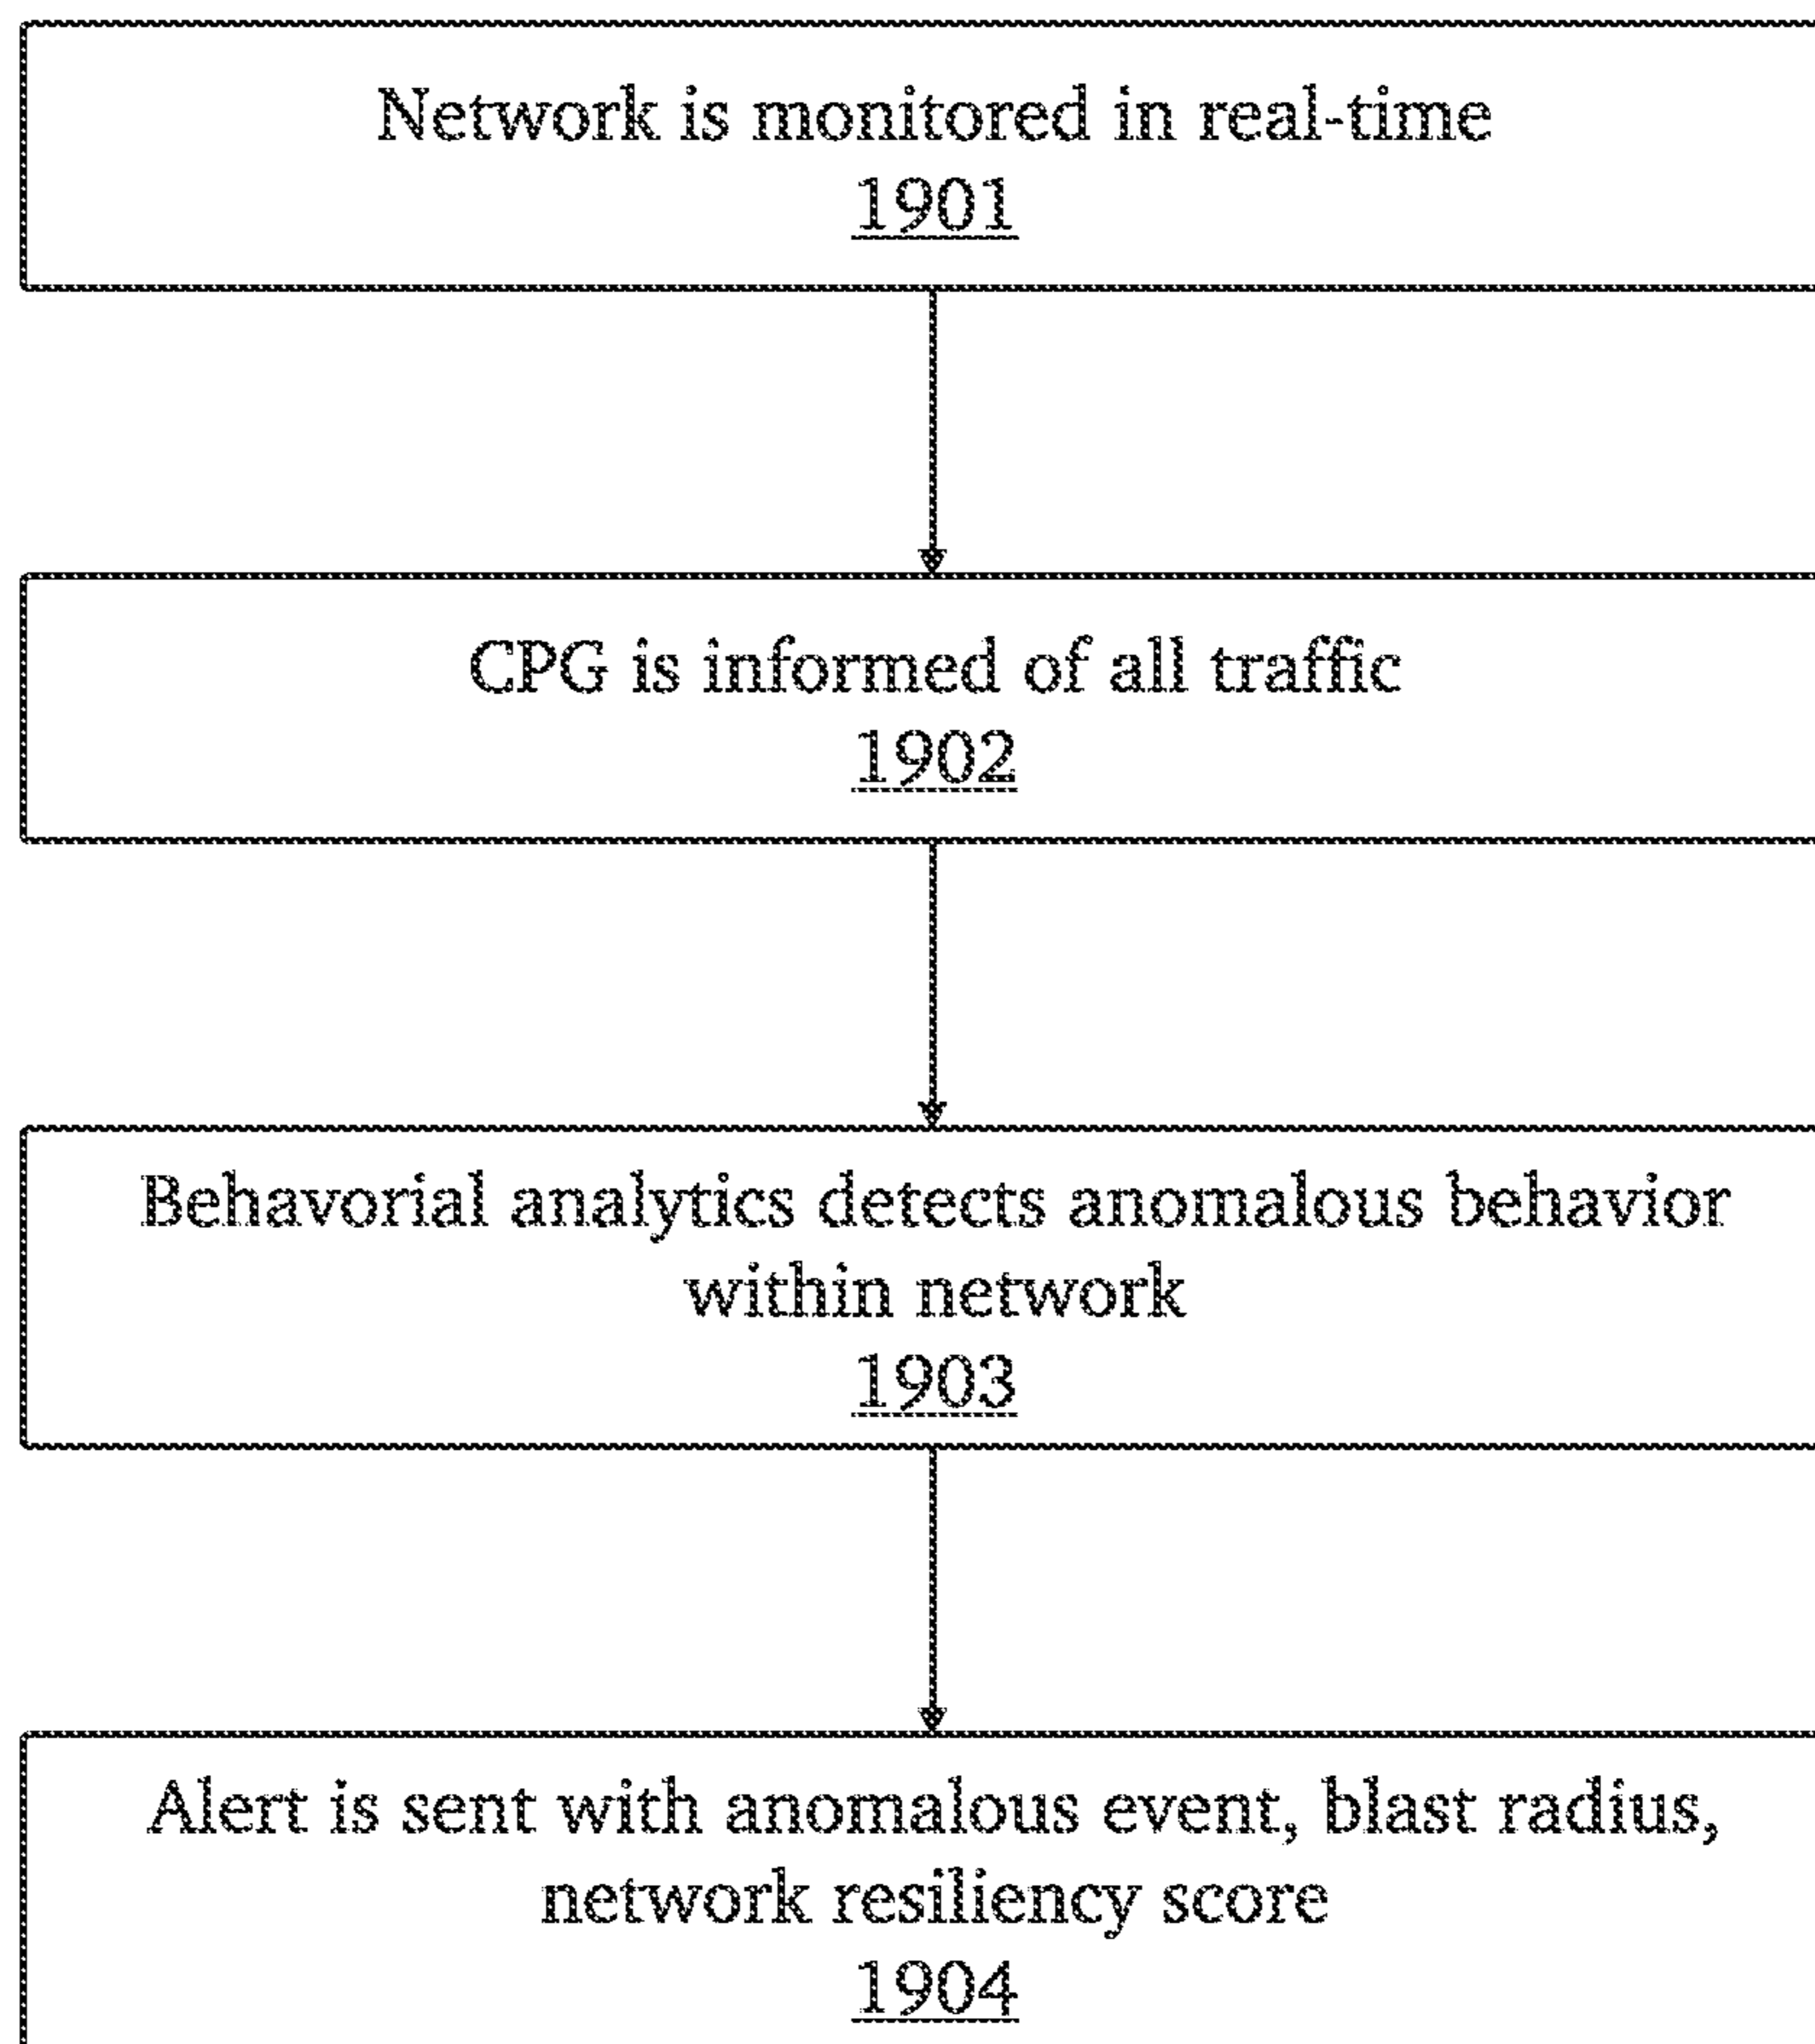 Network is monitored in real-time
1901
CPG is informed of all traffic
1902
Behavorial analytics detects anomalous behavior
within network
1903
Alert is sent with anomalous event, blast radius,
network resiliency score
1904